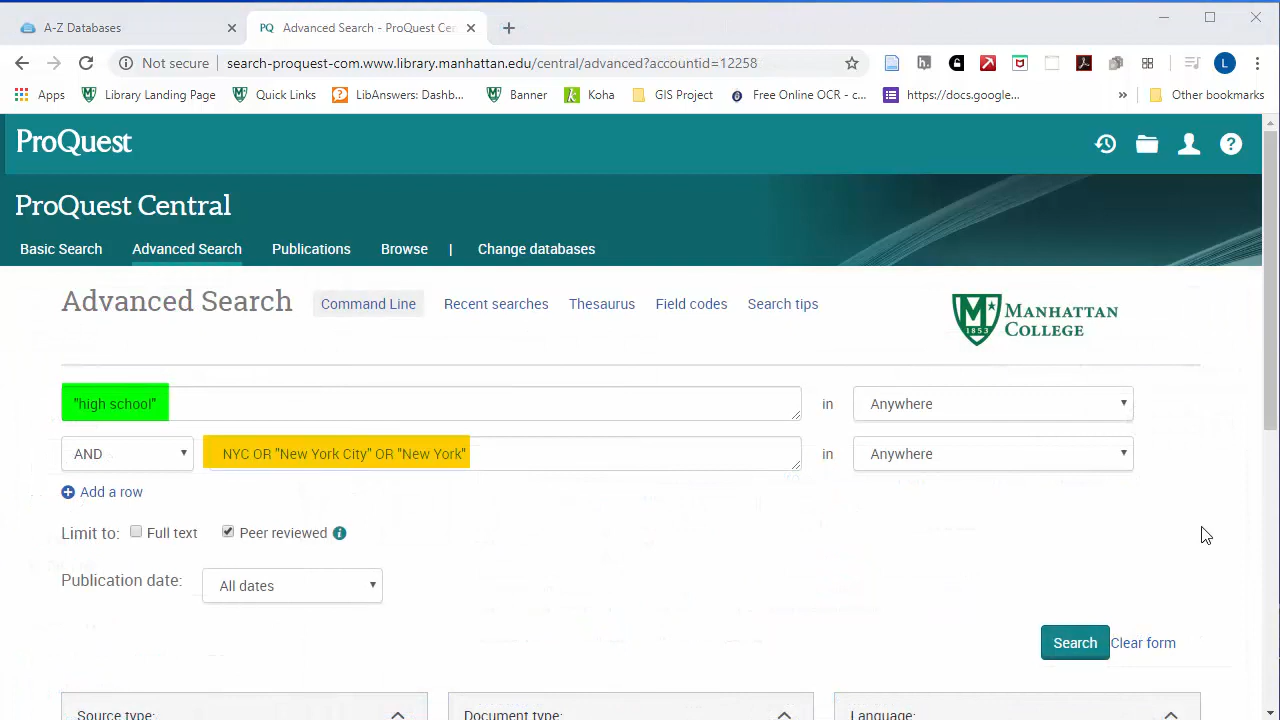 A-Z Databases
PQ Advanced Search - ProQuest Cen
Not secure search-proquest-com.www.library.manhattan.edu/central/advanced?accountid=12258
L
Apps Library Landing Page Quick Links LibAnswers: Dashb... Banner Koha GIS Project Free Online OCR - c... https://docs.google... » Other bookmarks
ProQuest
ProQuest Central
Basic Search Advanced Search Publications Browse | Change databases
Advanced Search Command Line Recent searches Thesaurus Field codes Search tips
M
1853
MANHATTAN
COLLEGE
"high school" in Anywhere
AND NYC OR "New York City" OR "New York" in Anywhere
Add a row
Limit to: Full text Peer reviewed i
Publication date: All dates
Search Clear form
Source type: Document type: Language: